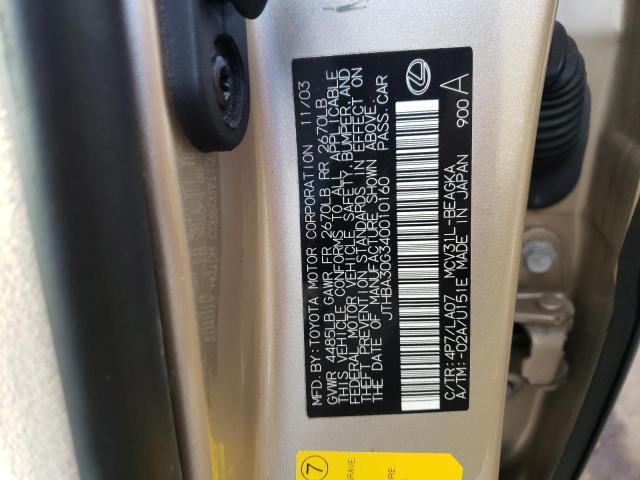 MFD. BY: TOYOTA MOTOR CORPORATION 11/03
GVWR 4485LB GAWR FR 2670LB RR 2670LB
THIS VEHICLE CONFORMS TO ALL APPLICABLE
FEDERAL MOTOR VEHICLE SAFETY, BUMPER, AND
THEFT PREVENTION STANDARDS IN EFFECT ON
THE DATE OF MANUFACTURE SHOWN ABOVE.
JTHBA30G340010160 PASS. CAR
C/TR: 4P7/LA07 MCV31L-BEAGKA
A/TM: -02A/U151E MADE IN JAPAN 900 A
7